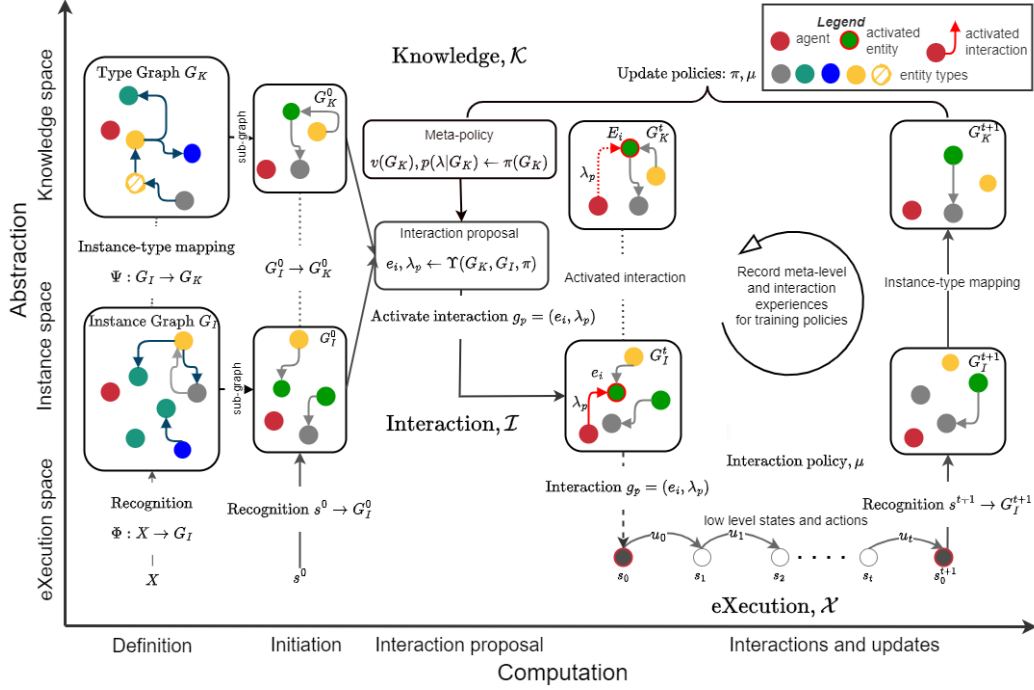 Legend
agent
activated
entity
activated
interaction
entity types
Knowledge, 𝒦
Update policies: π, μ
Type Graph G_K
G_K^0
sub-graph
Meta-policy
v(G_K), p(λ|G_K) ← π(G_K)
E_i
G_K^t
λ_p
G_K^{t+1}
Instance-type mapping
Ψ : G_I → G_K
G_I^0 → G_K^0
Interaction proposal
e_i, λ_p ← Υ(G_K, G_I, π)
Activated interaction
Record meta-level
and interaction
experiences
for training policies
Instance-type mapping
Activate interaction g_p = (e_i, λ_p)
Instance Graph G_I
G_I^0
sub-graph
G_I^t
e_i
λ_p
G_I^{t+1}
Interaction, ℐ
Interaction policy, μ
Recognition
Φ : X → G_I
X
Recognition s^0 → G_I^0
s^0
Interaction g_p = (e_i, λ_p)
Recognition s^{t+1} → G_I^{t+1}
low level states and actions
u_0
u_1
u_t
s_0
s_1
s_2
s_t
s_0^{t+1}
eXecution, 𝒳
Abstraction
Knowledge space
Instance space
eXecution space
Definition
Initiation
Interaction proposal
Interactions and updates
Computation